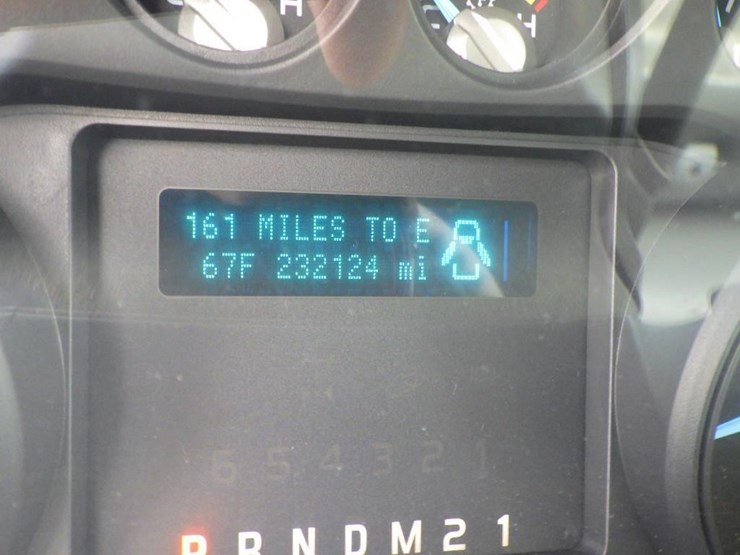 H
H
161 MILES TO E
67F 232124 mi
6 5 4 3 2 1
P R N D M 2 1